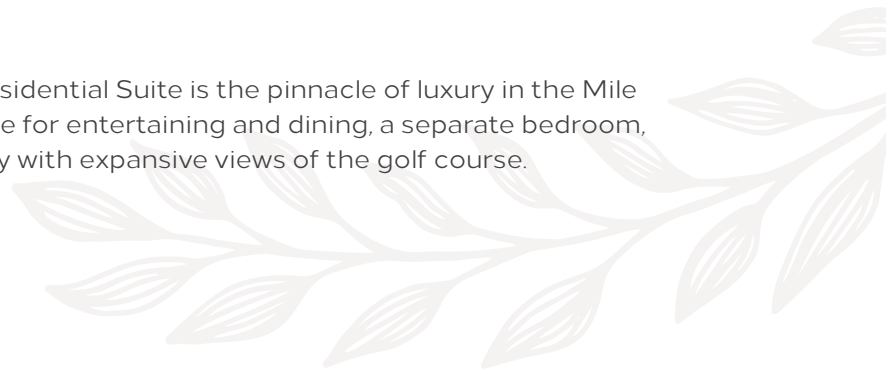 sidential Suite is the pinnacle of luxury in the Mile
e for entertaining and dining, a separate bedroom,
y with expansive views of the golf course.